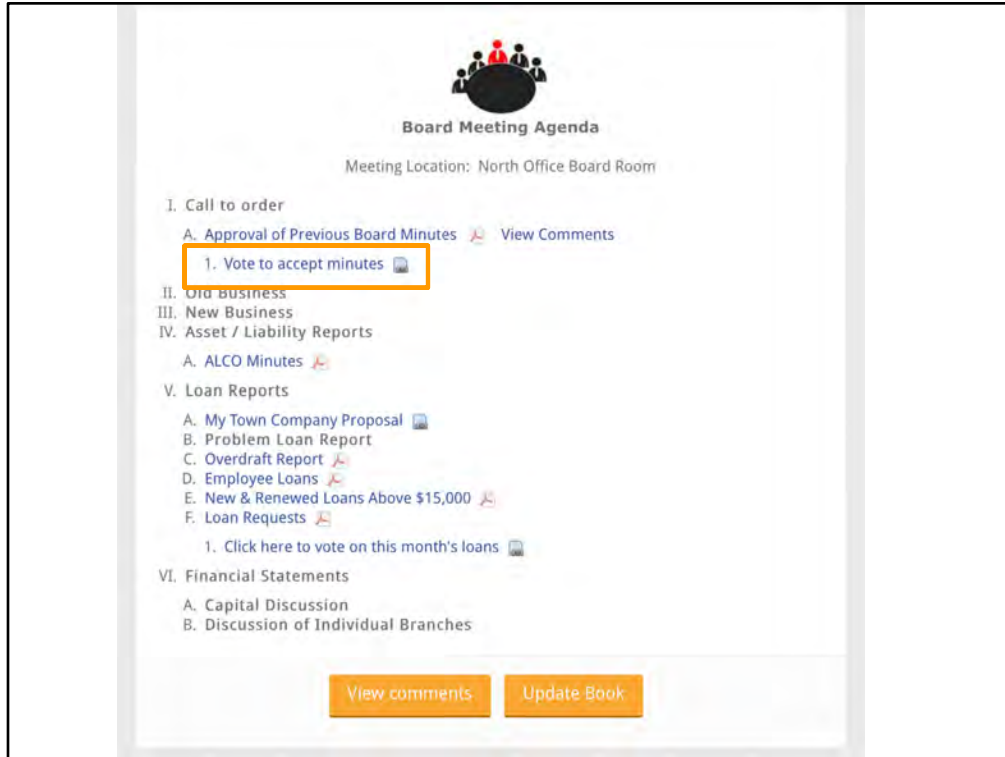 Board Meeting Agenda
Meeting Location: North Office Board Room
I. Call to order
A. Approval of Previous Board Minutes View Comments
1. Vote to accept minutes
II. Old Business
III. New Business
IV. Asset / Liability Reports
A. ALCO Minutes
V. Loan Reports
A. My Town Company Proposal
B. Problem Loan Report
C. Overdraft Report
D. Employee Loans
E. New & Renewed Loans Above $15,000
F. Loan Requests
1. Click here to vote on this month's loans
VI. Financial Statements
A. Capital Discussion
B. Discussion of Individual Branches
View comments Update Book